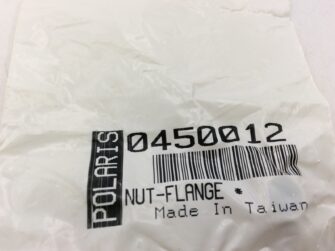 POLARIS
0450012
NUT-FLANGE *
Made In Taiwan